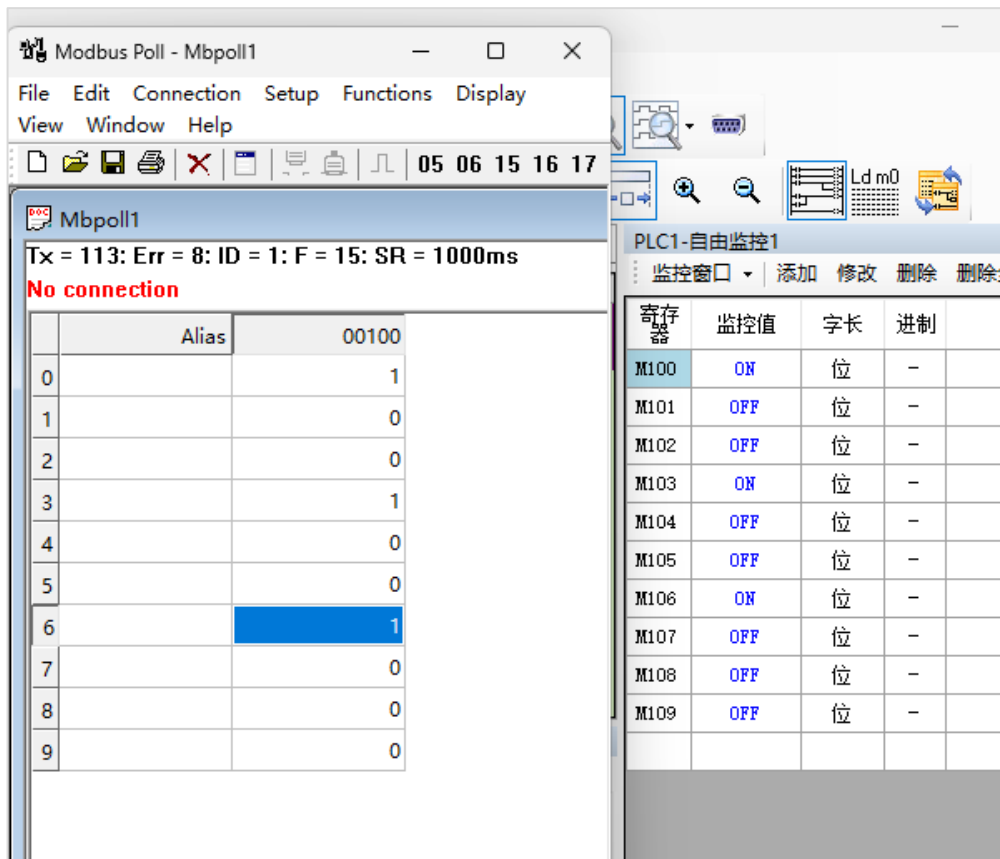 Modbus Poll - Mbpoll1
File Edit Connection Setup Functions Display
View Window Help
05 06 15 16 17
Mbpoll1
Tx = 113: Err = 8: ID = 1: F = 15: SR = 1000ms
No connection
Alias 00100
0 1
1 0
2 0
3 1
4 0
5 0
6 1
7 0
8 0
9 0
Ld m0
PLC1-自由监控1
监控窗口 添加 修改 删除 删除
寄存器 监控值 字长 进制
M100 ON 位 -
M101 OFF 位 -
M102 OFF 位 -
M103 ON 位 -
M104 OFF 位 -
M105 OFF 位 -
M106 ON 位 -
M107 OFF 位 -
M108 OFF 位 -
M109 OFF 位 -